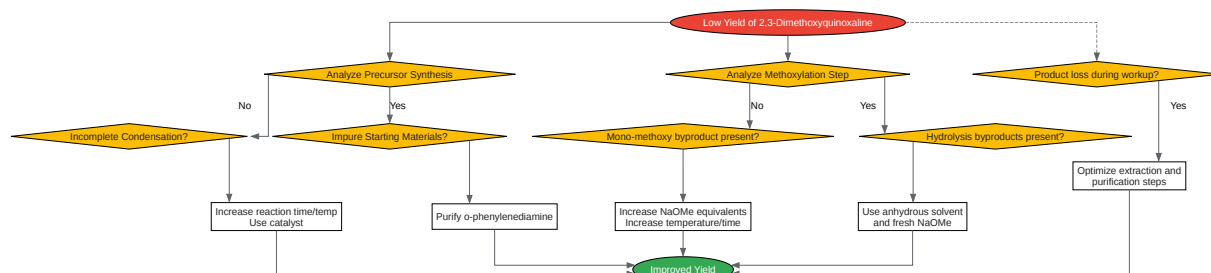 Low Yield of 2,3-Dimethoxyquinoxaline
Analyze Precursor Synthesis
Analyze Methoxylation Step
Product loss during workup?
No
Yes
No
Yes
Yes
Incomplete Condensation?
Impure Starting Materials?
Mono-methoxy byproduct present?
Hydrolysis byproducts present?
Optimize extraction and
purification steps
Increase reaction time/temp
Use catalyst
Purify o-phenylenediamine
Increase NaOMe equivalents
Increase temperature/time
Use anhydrous solvent
and fresh NaOMe
Improved Yield